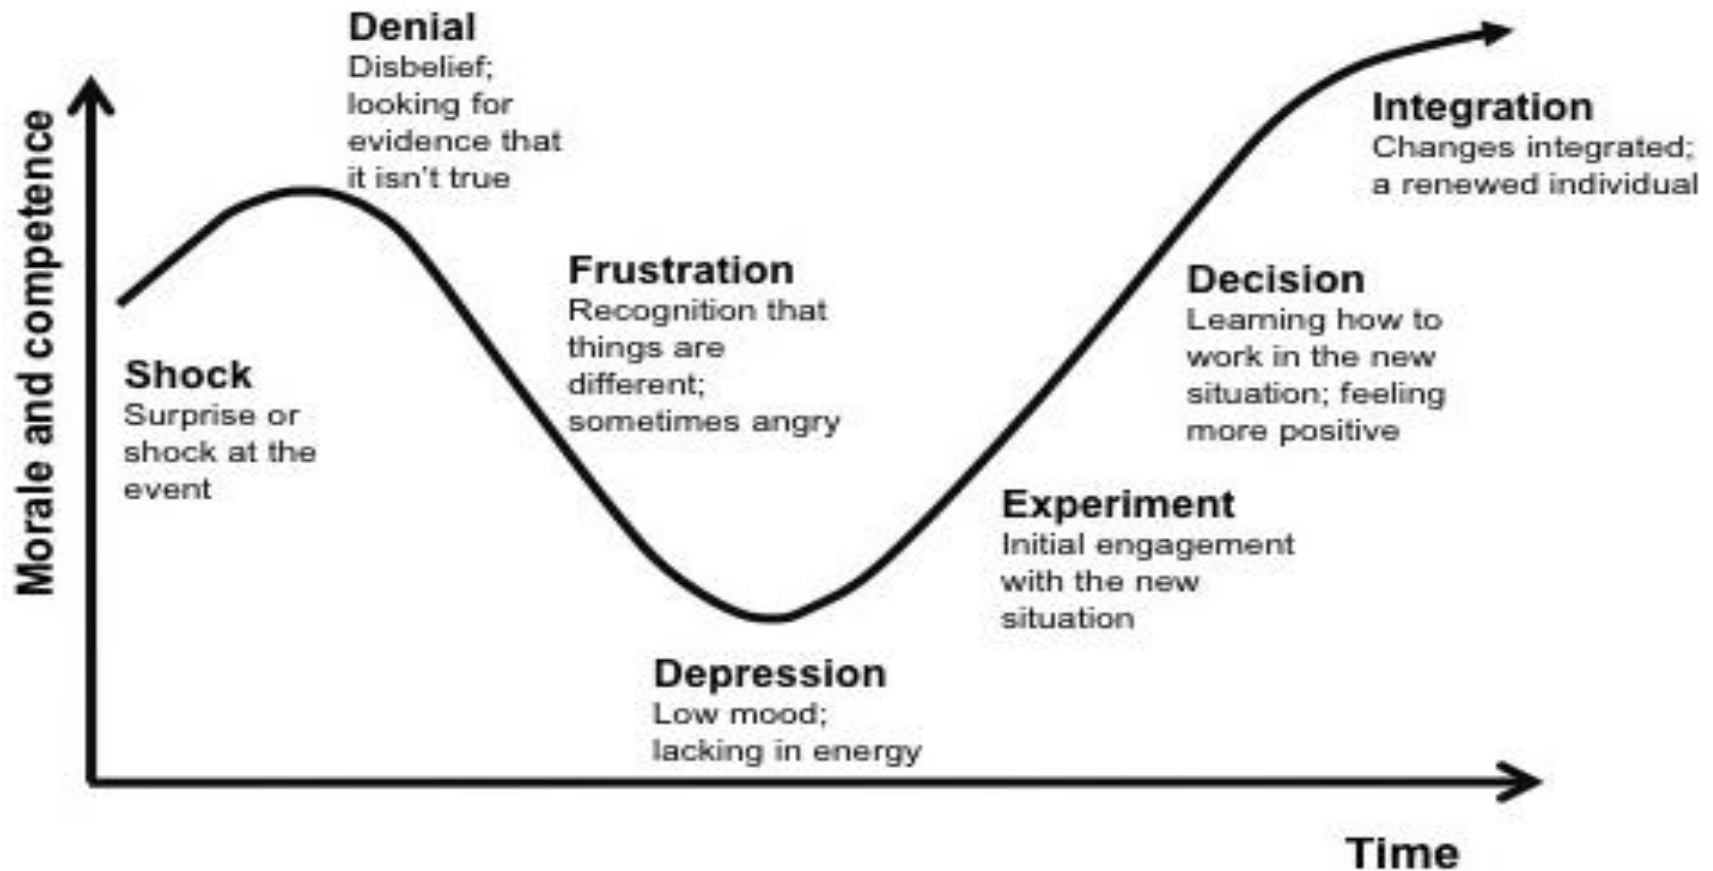 Denial
Disbelief;
looking for
evidence that
it isn't true
Morale and competence
Shock
Surprise or
shock at the
event
Frustration
Recognition that
things are
different;
sometimes angry
Depression
Low mood;
lacking in energy
Experiment
Initial engagement
with the new
situation
Decision
Learning how to
work in the new
situation; feeling
more positive
Integration
Changes integrated;
a renewed individual
Time